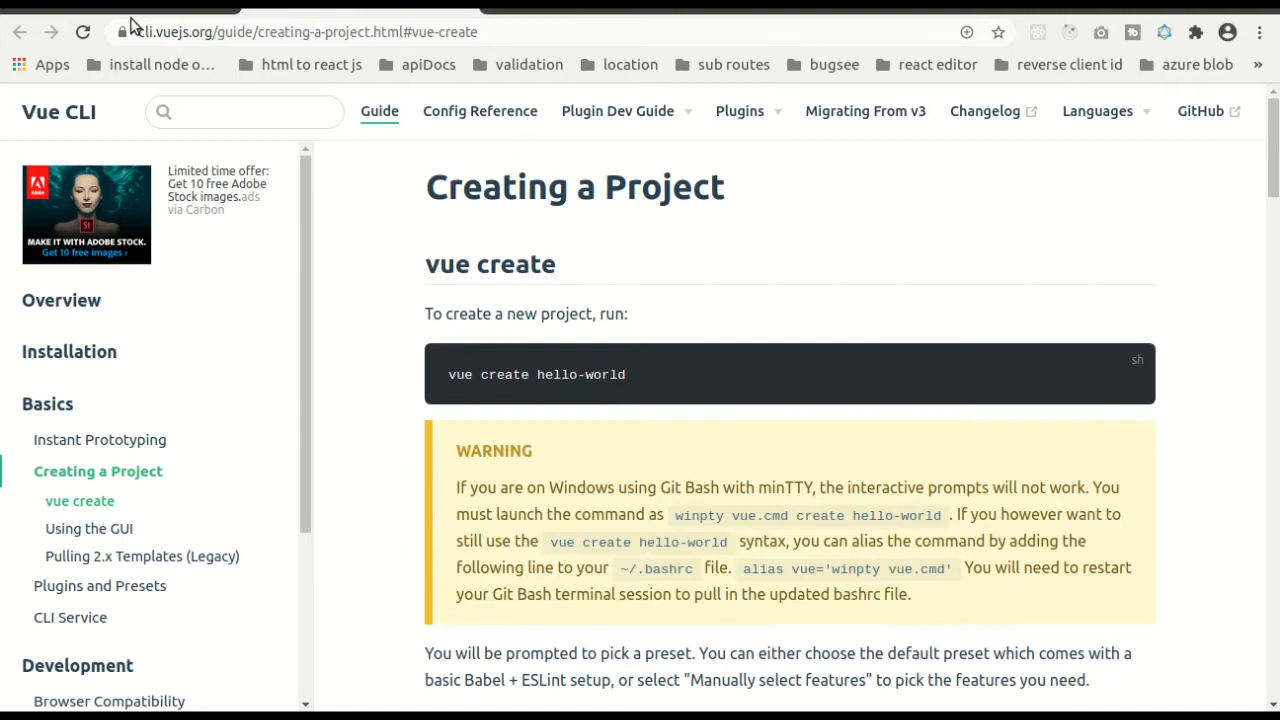 cli.vuejs.org/guide/creating-a-project.html#vue-create
Apps install node o... html to react js apiDocs validation location sub routes bugsee react editor reverse client id azure blob »
Vue CLI Guide Config Reference Plugin Dev Guide Plugins Migrating From v3 Changelog Languages GitHub
Limited time offer:
Get 10 free Adobe
Stock images.ads
via Carbon
St
MAKE IT WITH ADOBE STOCK.
Get 10 free images ›
Overview
Installation
Basics
Instant Prototyping
Creating a Project
vue create
Using the GUI
Pulling 2.x Templates (Legacy)
Plugins and Presets
CLI Service
Development
Browser Compatibility
Creating a Project
vue create
To create a new project, run:
sh
vue create hello-world
WARNING
If you are on Windows using Git Bash with minTTY, the interactive prompts will not work. You
must launch the command as winpty vue.cmd create hello-world . If you however want to
still use the vue create hello-world syntax, you can alias the command by adding the
following line to your ~/.bashrc file. alias vue='winpty vue.cmd' You will need to restart
your Git Bash terminal session to pull in the updated bashrc file.
You will be prompted to pick a preset. You can either choose the default preset which comes with a
basic Babel + ESLint setup, or select "Manually select features" to pick the features you need.